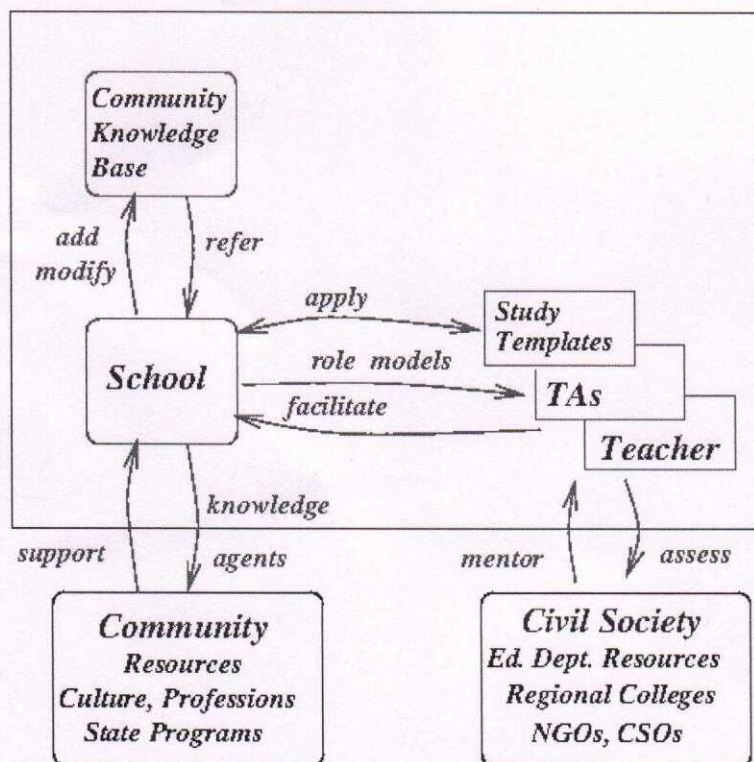 Community
Knowledge
Base
add
modify
refer
apply
Study
Templates
School
role models
TAs
facilitate
Teacher
knowledge
support
agents
mentor
assess
Community
Resources
Culture, Professions
State Programs
Civil Society
Ed. Dept. Resources
Regional Colleges
NGOs, CSOs